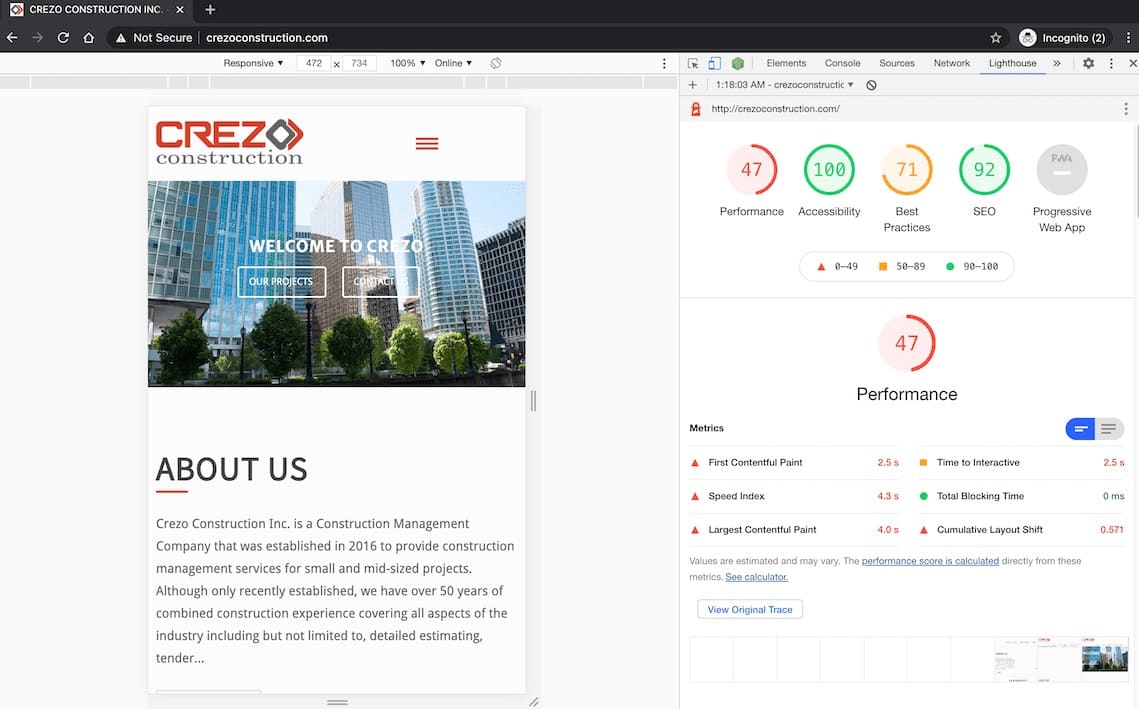 CREZO CONSTRUCTION INC.
Not Secure
crezoconstruction.com
Incognito (2)
Responsive
472 × 734
100%
Online
Elements
Console
Sources
Network
Lighthouse
1:18:03 AM - crezoconstructic
http://crezoconstruction.com/
CREZO
construction
WELCOME TO CREZO
OUR PROJECTS
CONTACT
ABOUT US
Crezo Construction Inc. is a Construction Management
Company that was established in 2016 to provide construction
management services for small and mid-sized projects.
Although only recently established, we have over 50 years of
combined construction experience covering all aspects of the
industry including but not limited to, detailed estimating,
tender...
47
Performance
100
Accessibility
71
Best
Practices
92
SEO
PWA
Progressive
Web App
0–49
50–89
90–100
47
Performance
Metrics
First Contentful Paint 2.5 s
Time to Interactive 2.5 s
Speed Index 4.3 s
Total Blocking Time 0 ms
Largest Contentful Paint 4.0 s
Cumulative Layout Shift 0.571
Values are estimated and may vary. The performance score is calculated directly from these
metrics. See calculator.
View Original Trace